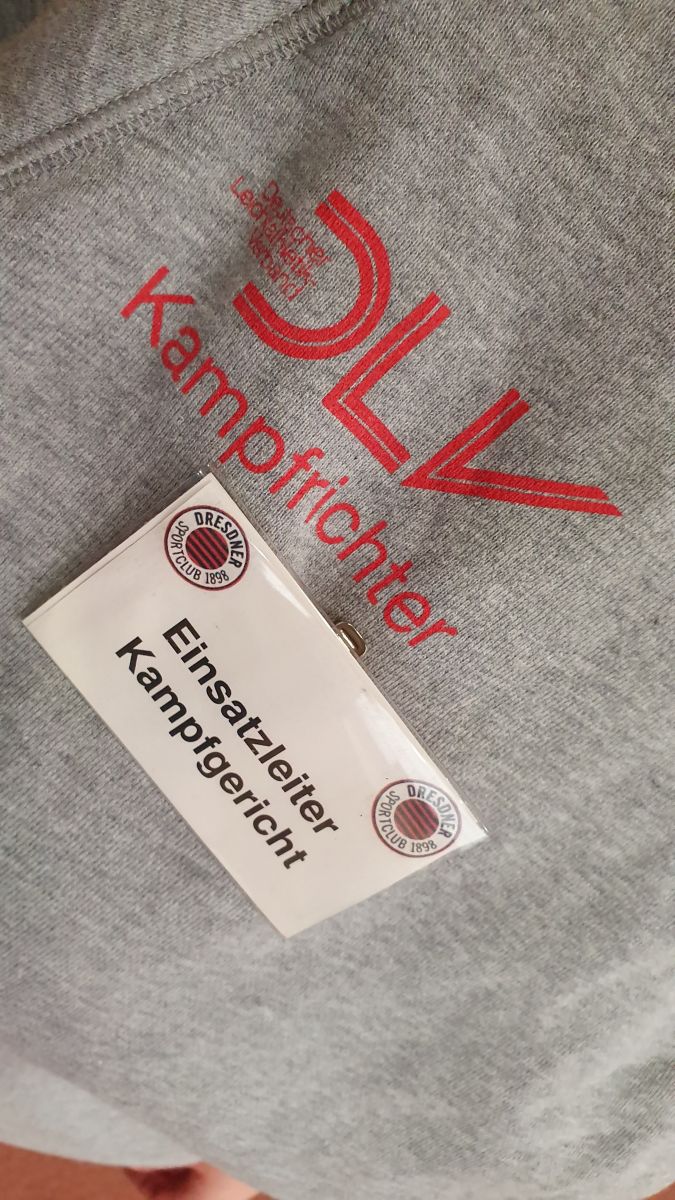 Deutscher
Leichtathletik
Verband
DLV
Kampfrichter
DRESDNER
SPORTCLUB 1898
Einsatzleiter
Kampfgericht
DRESDNER
SPORTCLUB 1898